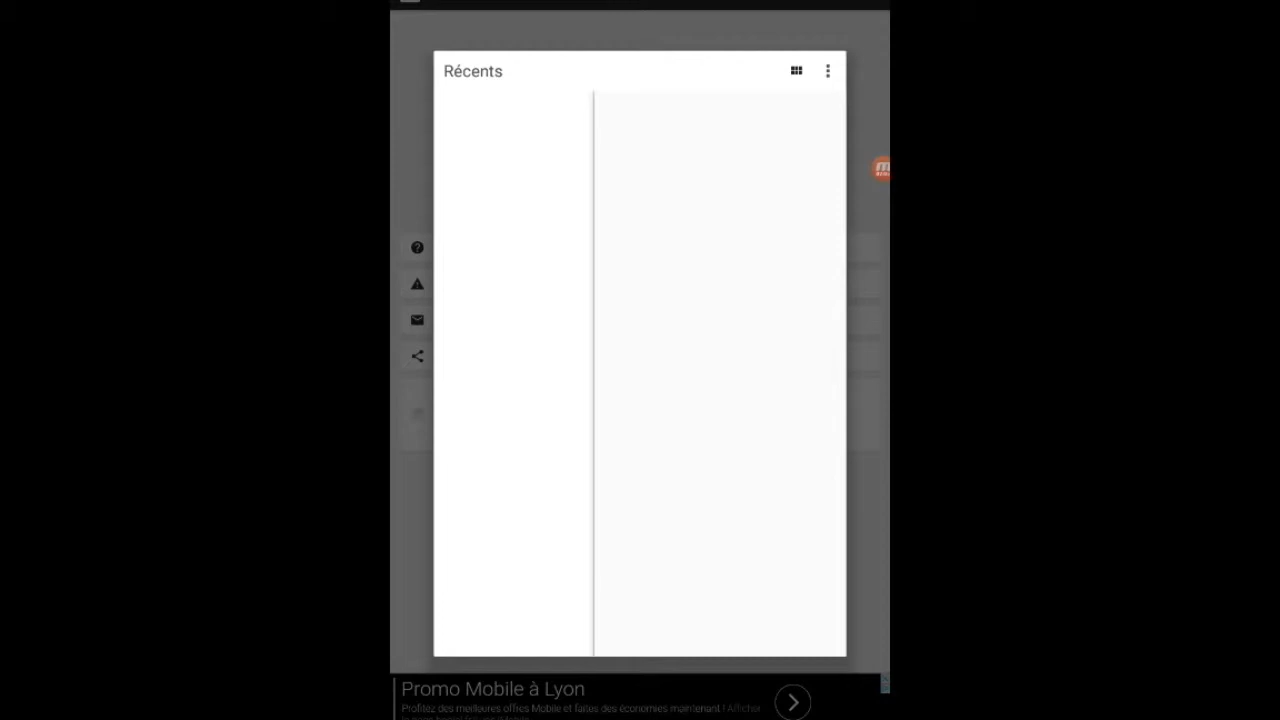 Récents
Promo Mobile à Lyon
Profitez des meilleures offres Mobile et faites des économies maintenant ! Afficher